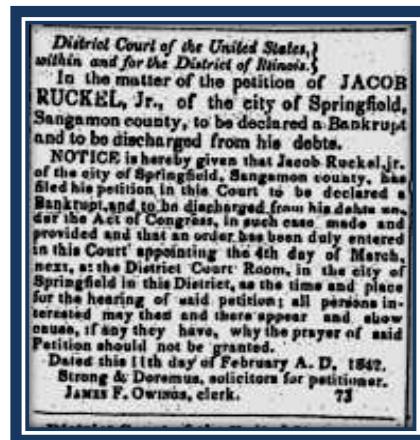 District Court of the United States, }
within and for the District of Illinois. }
In the matter of the petition of JACOB
RUCKEL, Jr., of the city of Springfield,
Sangamon county, to be declared a Bankrupt
and to be discharged from his debts.
NOTICE is hereby given that Jacob Ruckel, jr.
of the city of Springfield, Sangamon county, has
filed his petition in this Court to be declared a
Bankrupt, and to be discharged from his debts un-
der the Act of Congress, in such case made and
provided and that an order has been duly entered
in this Court appointing the 4th day of March,
next, at the District Court Room, in the city of
Springfield in this District, as the time and place
for the hearing of said petition; all persons in-
terested may then and there appear and show
cause, if any they have, why the prayer of said
Petition should not be granted.
Dated this 11th day of February A. D. 1842.
Strong & Doremus, solicitors for petitioner.
JAMES F. OWINGS, clerk. 73